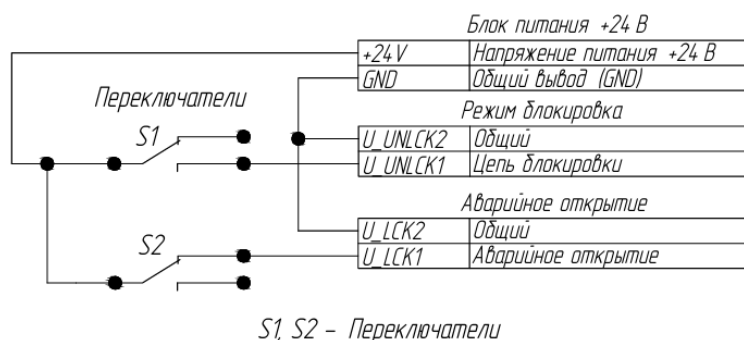 Блок питания +24 В
+24V Напряжение питания +24 В
GND Общий вывод (GND)
Переключатели
Режим блокировка
S1
U_UNLCK2 Общий
U_UNLCK1 Цепь блокировки
Аварийное открытие
U_LCK2 Общий
S2
U_LCK1 Аварийное открытие
S1, S2 – Переключатели